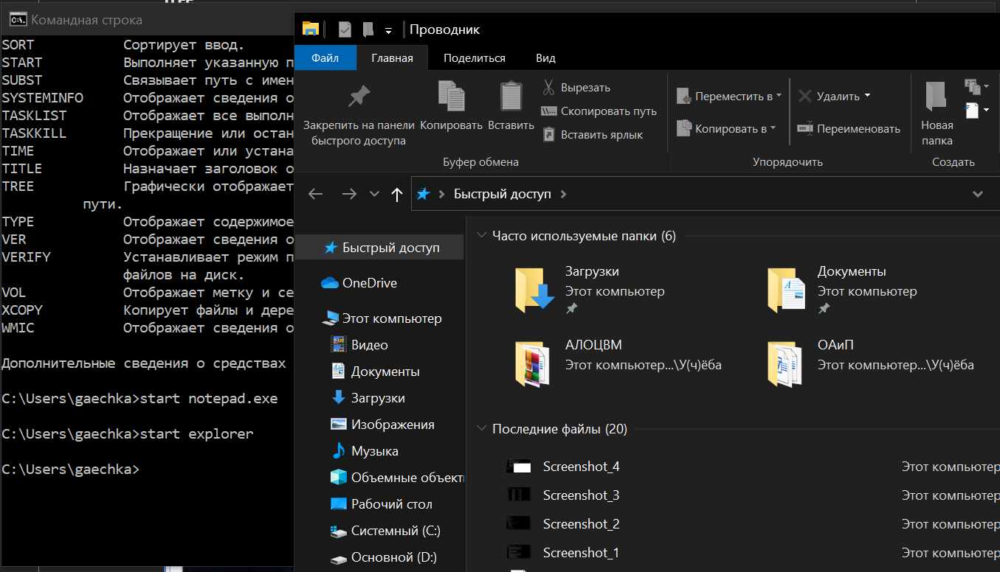 Командная строка
SORT Сортирует ввод.
START Выполняет указанную п
SUBST Связывает путь с имен
SYSTEMINFO Отображает сведения о
TASKLIST Отображает все выполн
TASKKILL Прекращение или остан
TIME Отображает или устана
TITLE Назначает заголовок о
TREE Графически отображает
пути.
TYPE Отображает содержимое
VER Отображает сведения о
VERIFY Устанавливает режим п
файлов на диск.
VOL Отображает метку и се
XCOPY Копирует файлы и дере
WMIC Отображает сведения о
Дополнительные сведения о средствах
C:\Users\gaechka>start notepad.exe
C:\Users\gaechka>start explorer
C:\Users\gaechka>
Проводник
Файл Главная Поделиться Вид
Закрепить на панели
быстрого доступа
Копировать
Вставить
Вырезать
Скопировать путь
Вставить ярлык
Буфер обмена
Переместить в
Копировать в
Удалить
Переименовать
Упорядочить
Новая
папка
Создать
Быстрый доступ
Быстрый доступ
OneDrive
Этот компьютер
Видео
Документы
Загрузки
Изображения
Музыка
Объемные объект
Рабочий стол
Системный (C:)
Основной (D:)
Часто используемые папки (6)
Загрузки
Этот компьютер
Документы
Этот компьютер
АЛОЦВМ
Этот компьютер...\У(ч)ёба
ОАиП
Этот компьютер...\У(ч)ёба
Последние файлы (20)
Screenshot_4 Этот компьютер
Screenshot_3 Этот компьютер
Screenshot_2 Этот компьютер
Screenshot_1 Этот компьютер